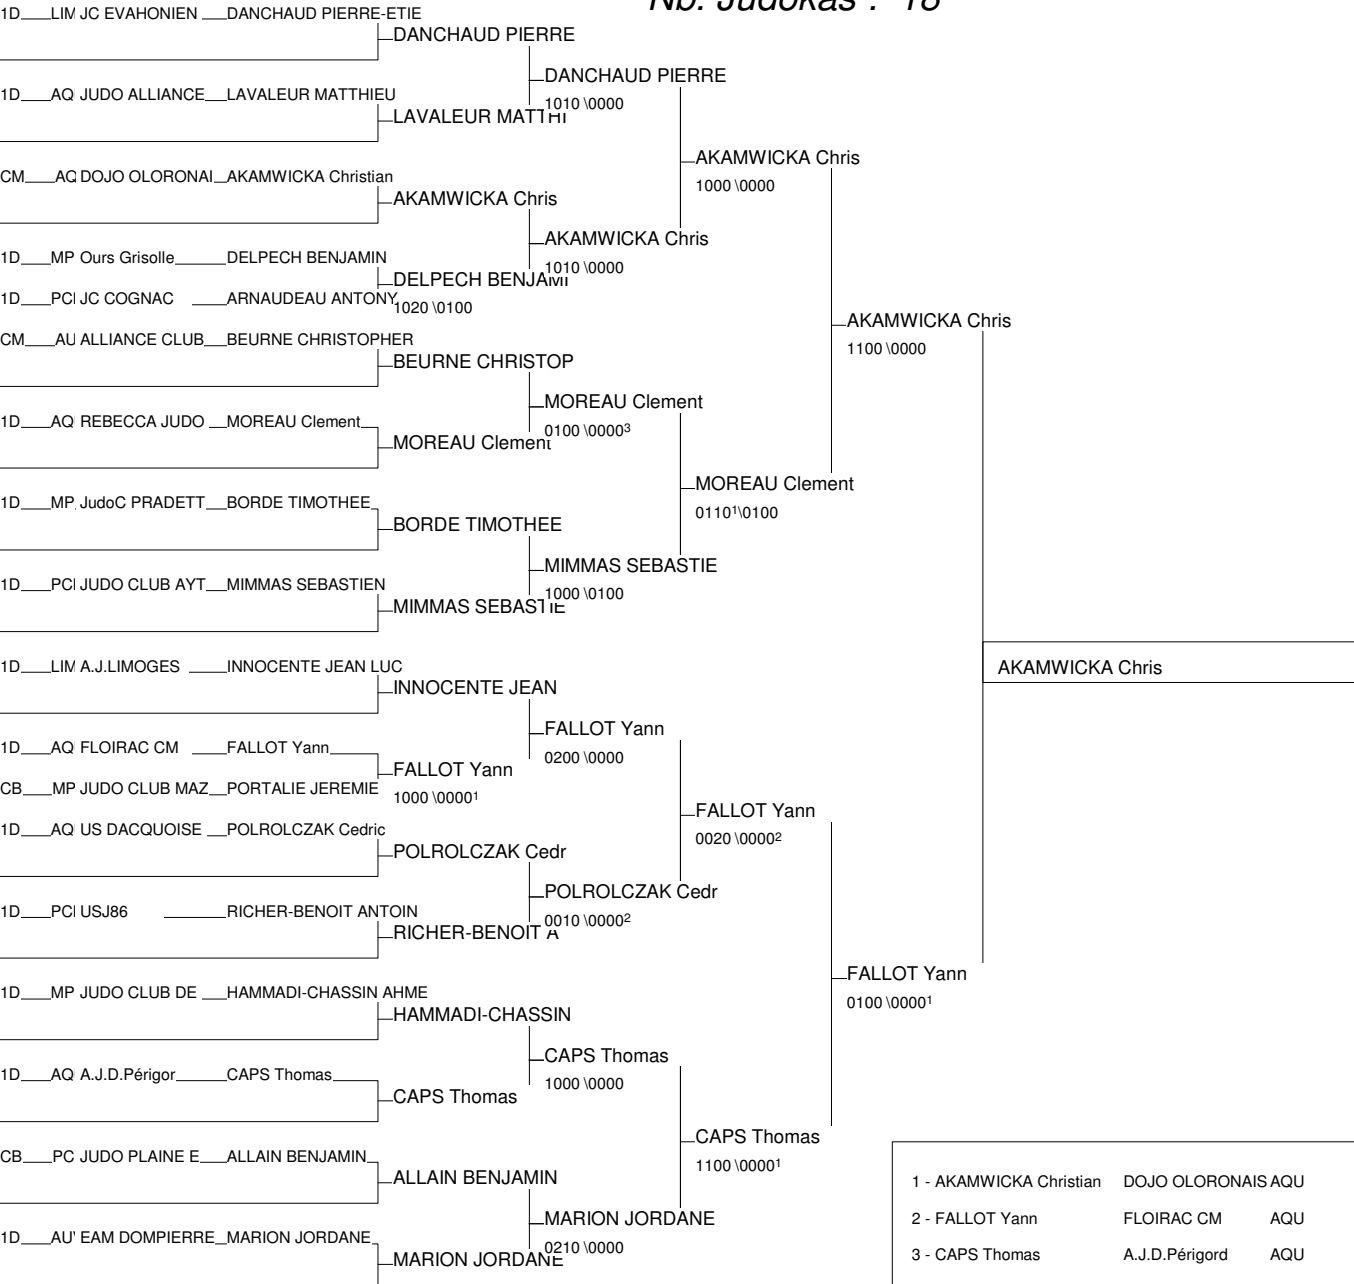 Nb. Judokas : 18
1D LIM JC EVAHONIEN DANCHAUD PIERRE-ETIE
DANCHAUD PIERRE
DANCHAUD PIERRE
1010 \0000
1D AQ JUDO ALLIANCE LAVALEUR MATTHIEU
LAVALEUR MATTHI
AKAMWICKA Chris
1000 \0000
CM AQ DOJO OLORONAI AKAMWICKA Christian
AKAMWICKA Chris
AKAMWICKA Chris
1010 \0000
1D MP Ours Grisolle DELPECH BENJAMIN
DELPECH BENJAMI
1D PC JC COGNAC ARNAUDEAU ANTONY
1020 \0100
AKAMWICKA Chris
1100 \0000
CM AU ALLIANCE CLUB BEURNE CHRISTOPHER
BEURNE CHRISTOP
MOREAU Clement
0100 \0000³
1D AQ REBECCA JUDO MOREAU Clement
MOREAU Clement
MOREAU Clement
0110¹\0100
1D MP JudoC PRADETT BORDE TIMOTHEE
BORDE TIMOTHEE
MIMMAS SEBASTIE
1000 \0100
1D PC JUDO CLUB AYT MIMMAS SEBASTIEN
MIMMAS SEBASTIE
AKAMWICKA Chris
1D LIM A.J.LIMOGES INNOCENTE JEAN LUC
INNOCENTE JEAN
FALLOT Yann
0200 \0000
1D AQ FLOIRAC CM FALLOT Yann
FALLOT Yann
CB MP JUDO CLUB MAZ PORTALIE JEREMIE
1000 \0000¹
FALLOT Yann
0020 \0000²
1D AQ US DACQUOISE POLROLCZAK Cedric
POLROLCZAK Cedr
POLROLCZAK Cedr
0010 \0000²
1D PC USJ86 RICHER-BENOIT ANTOIN
RICHER-BENOIT A
FALLOT Yann
0100 \0000¹
1D MP JUDO CLUB DE HAMMADI-CHASSIN AHME
HAMMADI-CHASSIN
CAPS Thomas
1000 \0000
1D AQ A.J.D.Périgor CAPS Thomas
CAPS Thomas
CAPS Thomas
1100 \0000¹
CB PC JUDO PLAINE E ALLAIN BENJAMIN
ALLAIN BENJAMIN
MARION JORDANE
0210 \0000
1D AU EAM DOMPIERRE MARION JORDANE
MARION JORDANE
1 - AKAMWICKA Christian DOJO OLORONAIS AQU
2 - FALLOT Yann FLOIRAC CM AQU
3 - CAPS Thomas A.J.D.Périgord AQU